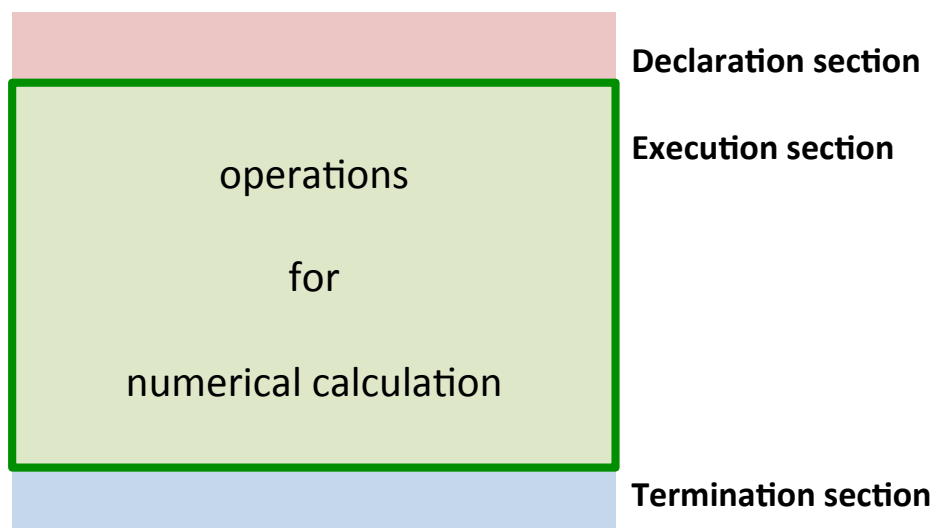 Declaration section
Execution section
operations
for
numerical calculation
Termination section